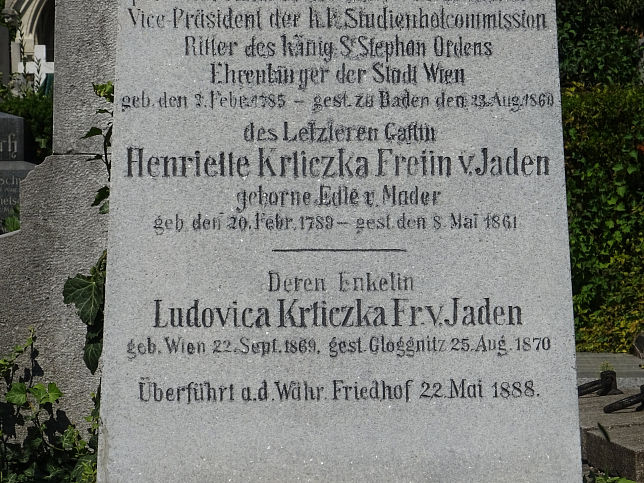 Vice-Präsident der k.k. Studienhofcommission
Ritter des könig. St Stephan Ordens
Ehrenbürger der Stadt Wien
geb. den 7. Febr. 1785 – gest. zu Baden den 23. Aug. 1860
des Letzteren Gattin
Henriette Krticzka Freiin v. Jaden
geborne Edle v. Mader
geb. den 20. Febr. 1789 – gest. den 8. Mai 1861
Deren Enkelin
Ludovica Krticzka Fr. v. Jaden
geb. Wien 22. Sept. 1869, gest. Gloggnitz 25. Aug. 1870
Überführt a. d. Währ. Friedhof 22. Mai 1888.